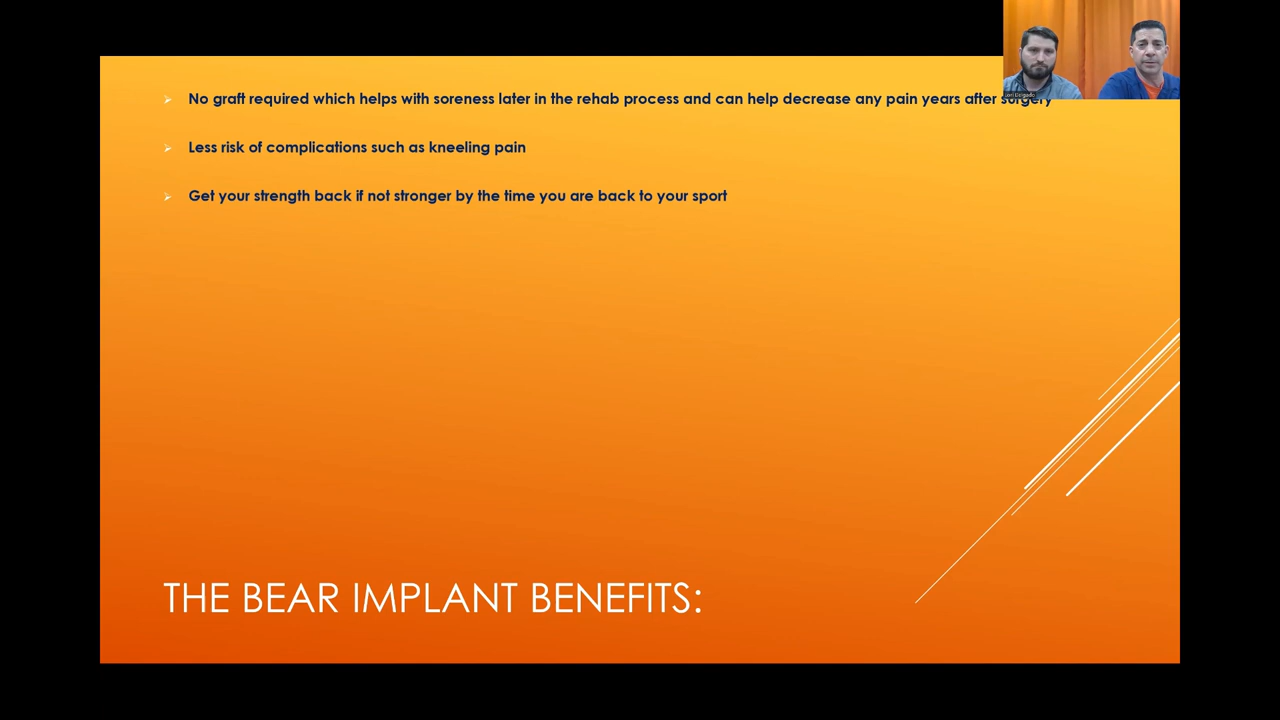 No graft required which helps with soreness later in the rehab process and can help decrease any pain years after surgery
Less risk of complications such as kneeling pain
Get your strength back if not stronger by the time you are back to your sport
THE BEAR IMPLANT BENEFITS: